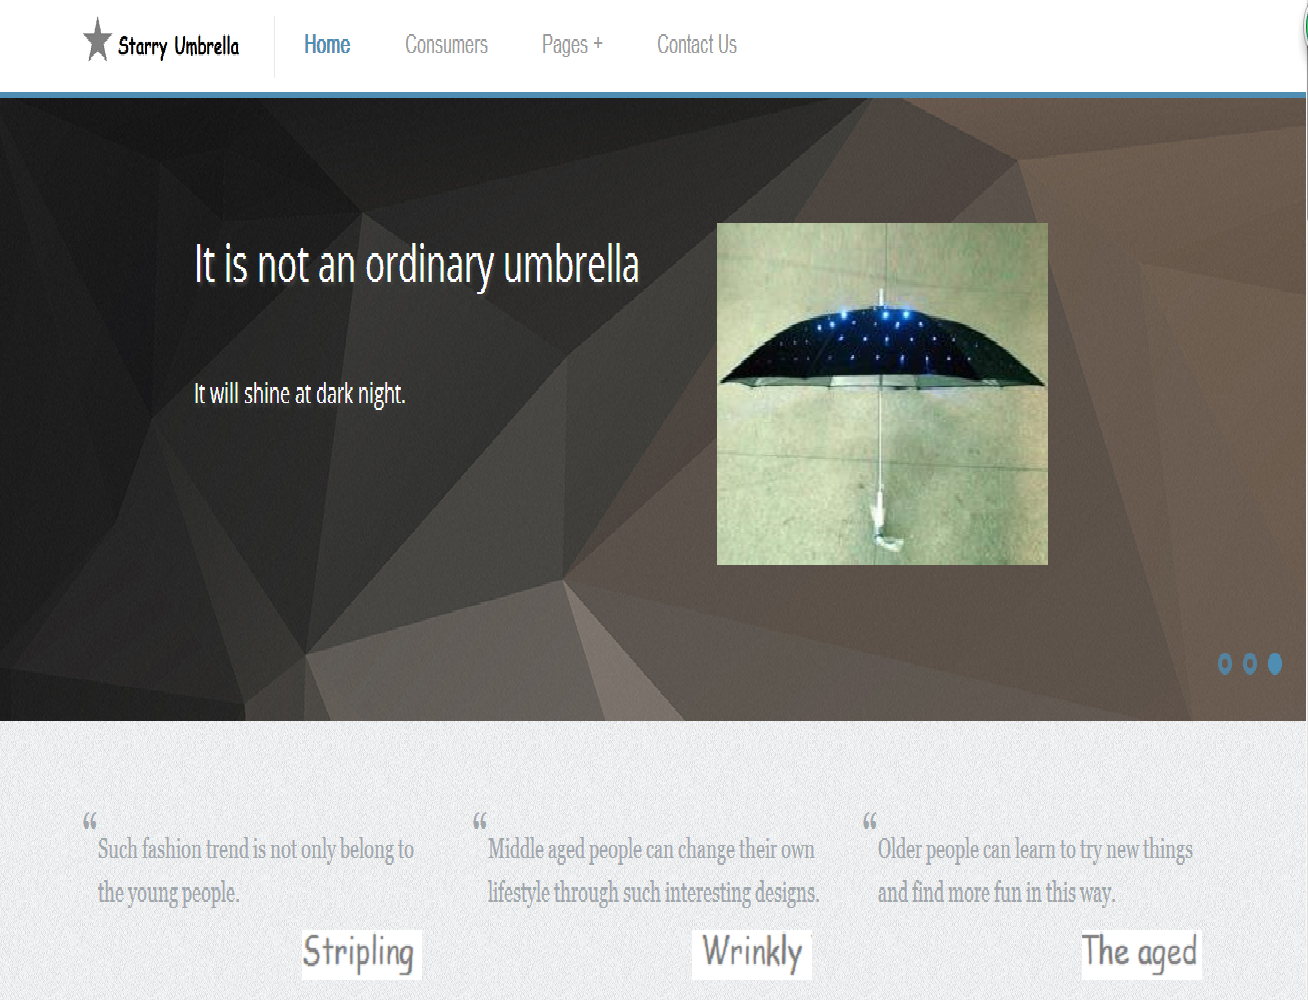 Starry Umbrella
Home
Consumers
Pages +
Contact Us
It is not an ordinary umbrella
It will shine at dark night.
“Such fashion trend is not only belong to
the young people.
Stripling
“Middle aged people can change their own
lifestyle through such interesting designs.
Wrinkly
“Older people can learn to try new things
and find more fun in this way.
The aged